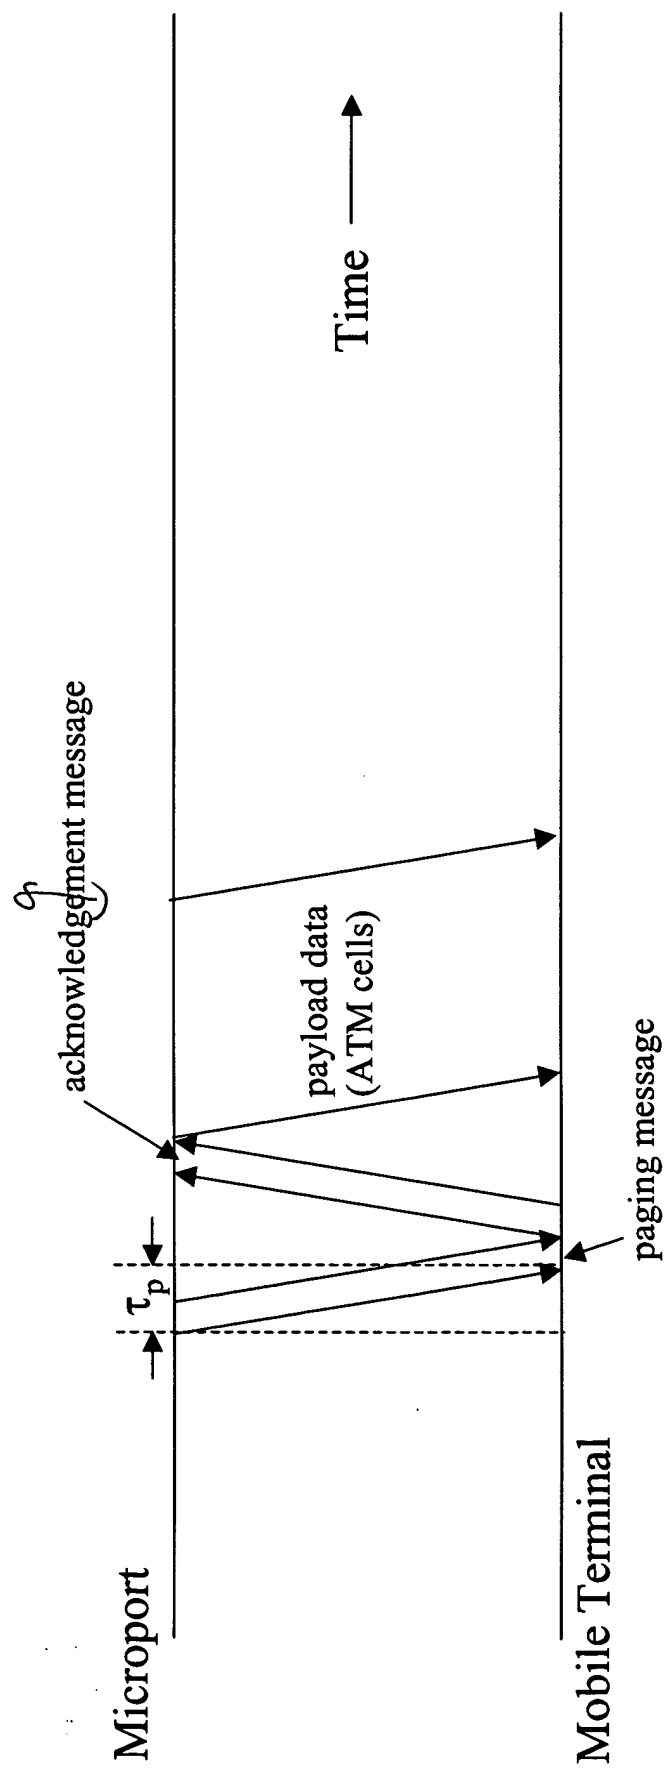 Microport
τp
acknowledgement message
payload data
(ATM cells)
Time
paging message
Mobile Terminal